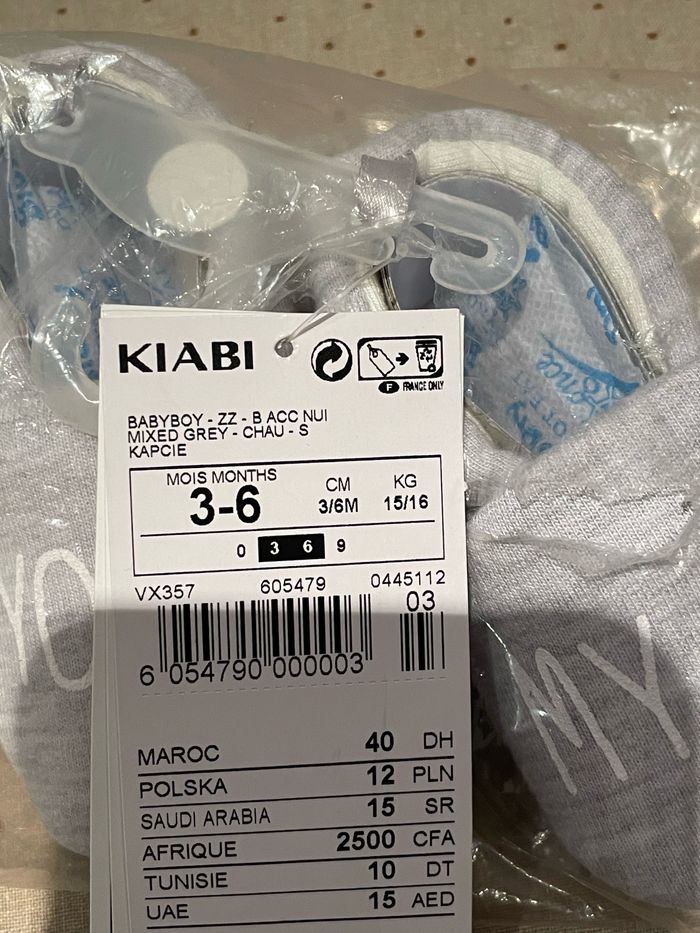 KIABI
F FRANCE ONLY
BABYBOY - ZZ - B ACC NUI
MIXED GREY - CHAU - S
KAPCIE
MOIS MONTHS CM KG
3-6 3/6M 15/16
0 3 6 9
VX357 605479 0445112
03
6 054790 000003
MAROC 40 DH
POLSKA 12 PLN
SAUDI ARABIA 15 SR
AFRIQUE 2500 CFA
TUNISIE 10 DT
UAE 15 AED
YO
MY